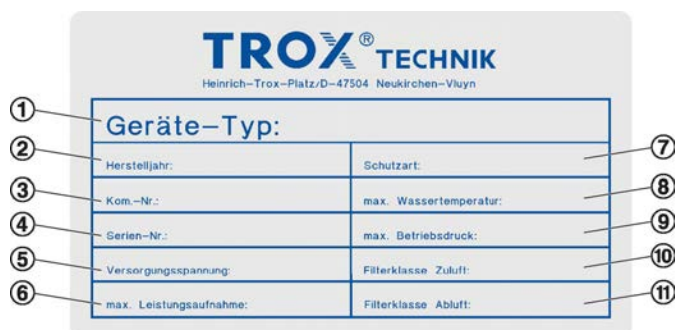 TROX® TECHNIK
Heinrich-Trox-Platz/D-47504 Neukirchen-Vluyn
① Geräte-Typ:
② Herstelljahr: Schutzart: ⑦
③ Kom.-Nr.: max. Wassertemperatur: ⑧
④ Serien-Nr.: max. Betriebsdruck: ⑨
⑤ Versorgungsspannung: Filterklasse Zuluft: ⑩
⑥ max. Leistungsaufnahme: Filterklasse Abluft: ⑪